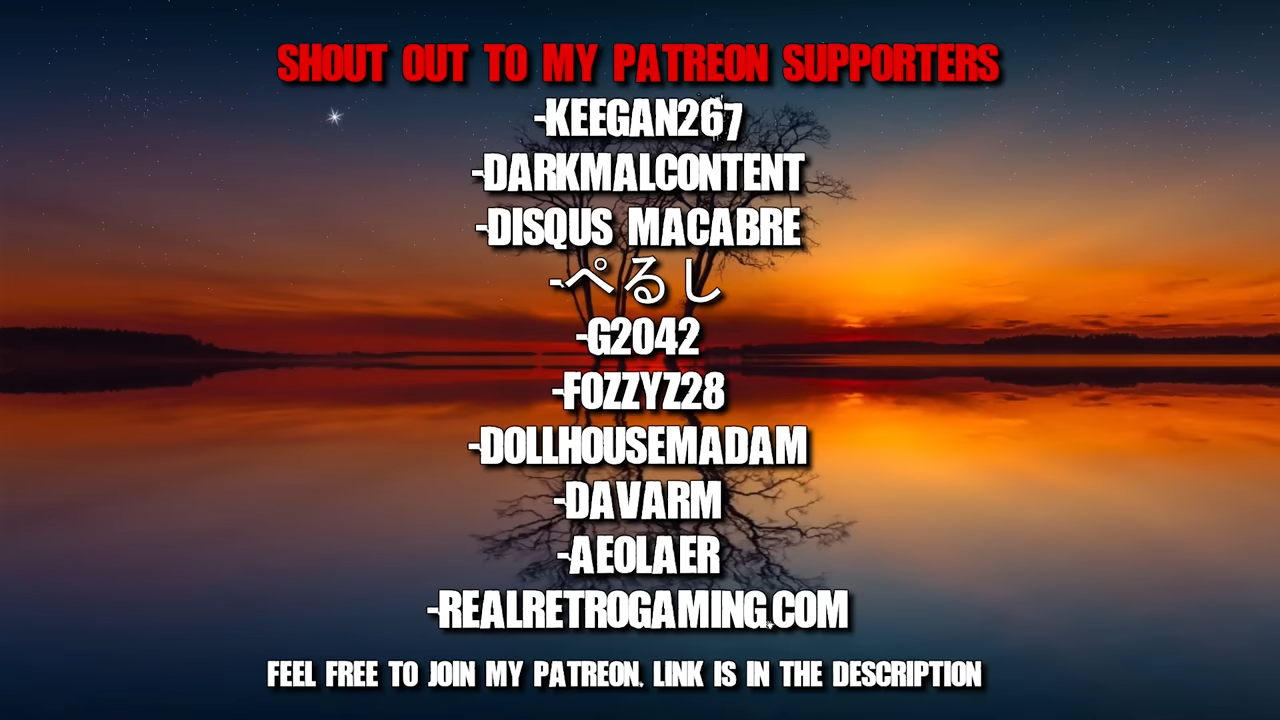 SHOUT OUT TO MY PATREON SUPPORTERS
-KEEGAN267
-DARKMALCONTENT
-DISQUS MACABRE
-ぺるし
-G2042
-FOZZYZ28
-DOLLHOUSEMADAM
-DAVARM
-AEOLAER
-REALRETROGAMING.COM
FEEL FREE TO JOIN MY PATREON, LINK IS IN THE DESCRIPTION